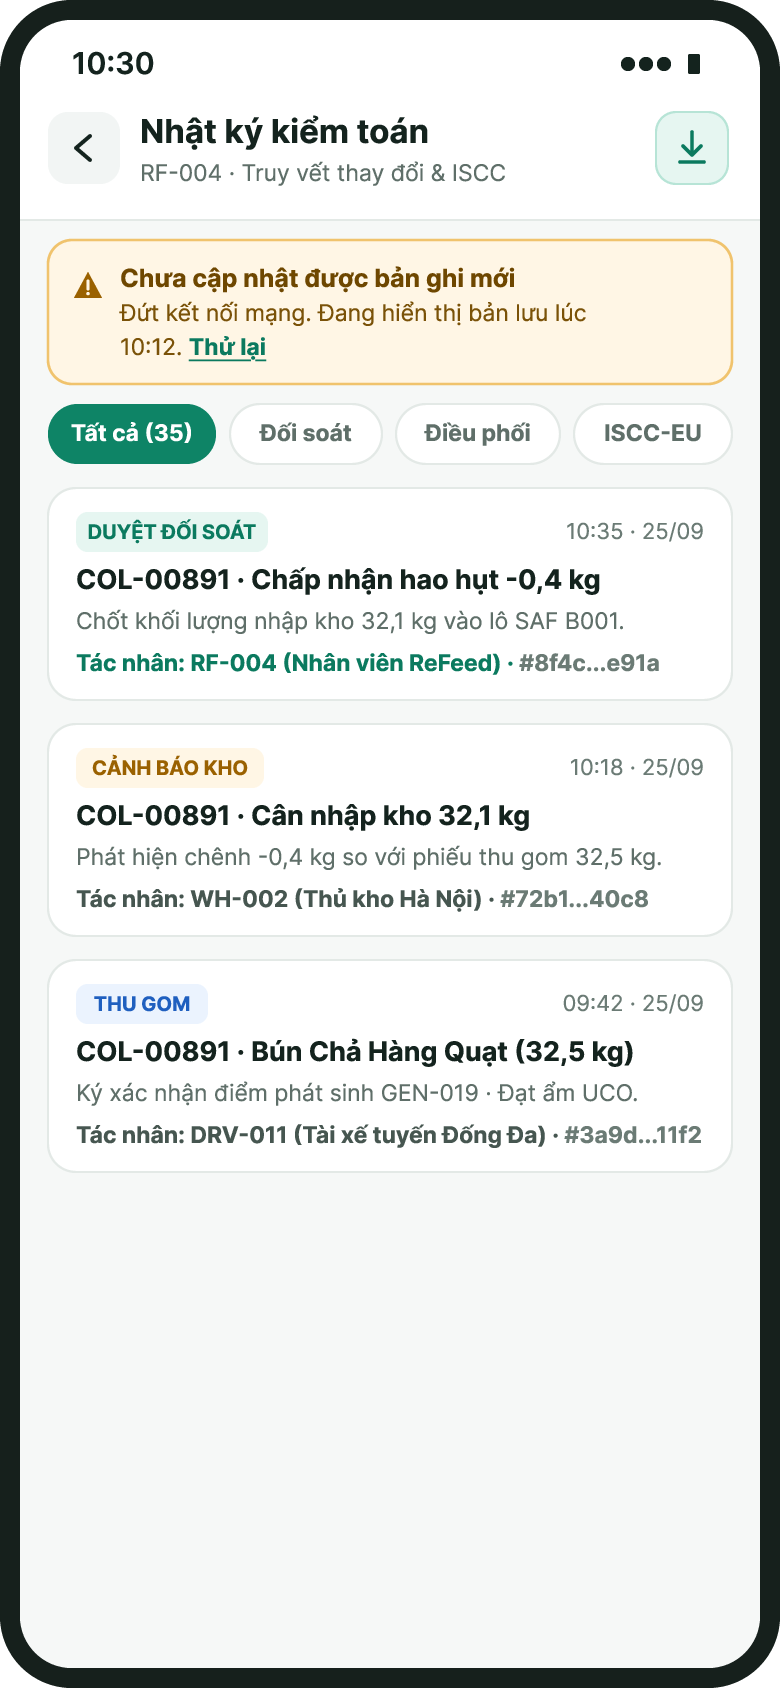 10:30
Nhật ký kiểm toán
RF-004 · Truy vết thay đổi & ISCC
Chưa cập nhật được bản ghi mới
Đứt kết nối mạng. Đang hiển thị bản lưu lúc
10:12. Thử lại
Tất cả (35)
Đối soát
Điều phối
ISCC-EU
DUYỆT ĐỐI SOÁT
10:35 · 25/09
COL-00891 · Chấp nhận hao hụt -0,4 kg
Chốt khối lượng nhập kho 32,1 kg vào lô SAF B001.
Tác nhân: RF-004 (Nhân viên ReFeed) · #8f4c...e91a
CẢNH BÁO KHO
10:18 · 25/09
COL-00891 · Cân nhập kho 32,1 kg
Phát hiện chênh -0,4 kg so với phiếu thu gom 32,5 kg.
Tác nhân: WH-002 (Thủ kho Hà Nội) · #72b1...40c8
THU GOM
09:42 · 25/09
COL-00891 · Bún Chả Hàng Quạt (32,5 kg)
Ký xác nhận điểm phát sinh GEN-019 · Đạt ẩm UCO.
Tác nhân: DRV-011 (Tài xế tuyến Đống Đa) · #3a9d...11f2